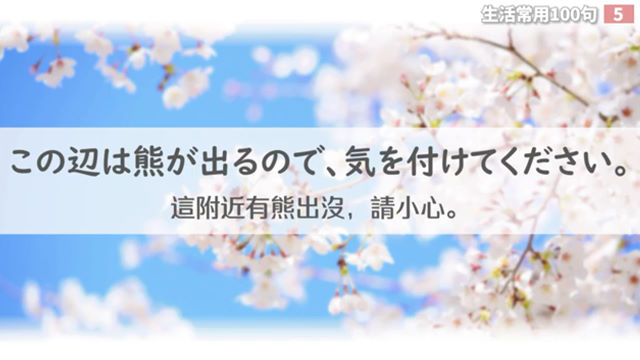 生活常用100句 5
この辺は熊が出るので、気を付けてください。
這附近有熊出沒，請小心。